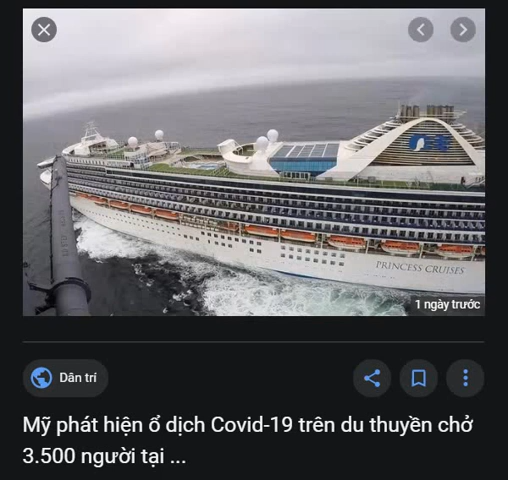 PRINCESS CRUISES
1 ngày trước
Dân trí
Mỹ phát hiện ổ dịch Covid-19 trên du thuyền chở
3.500 người tại ...